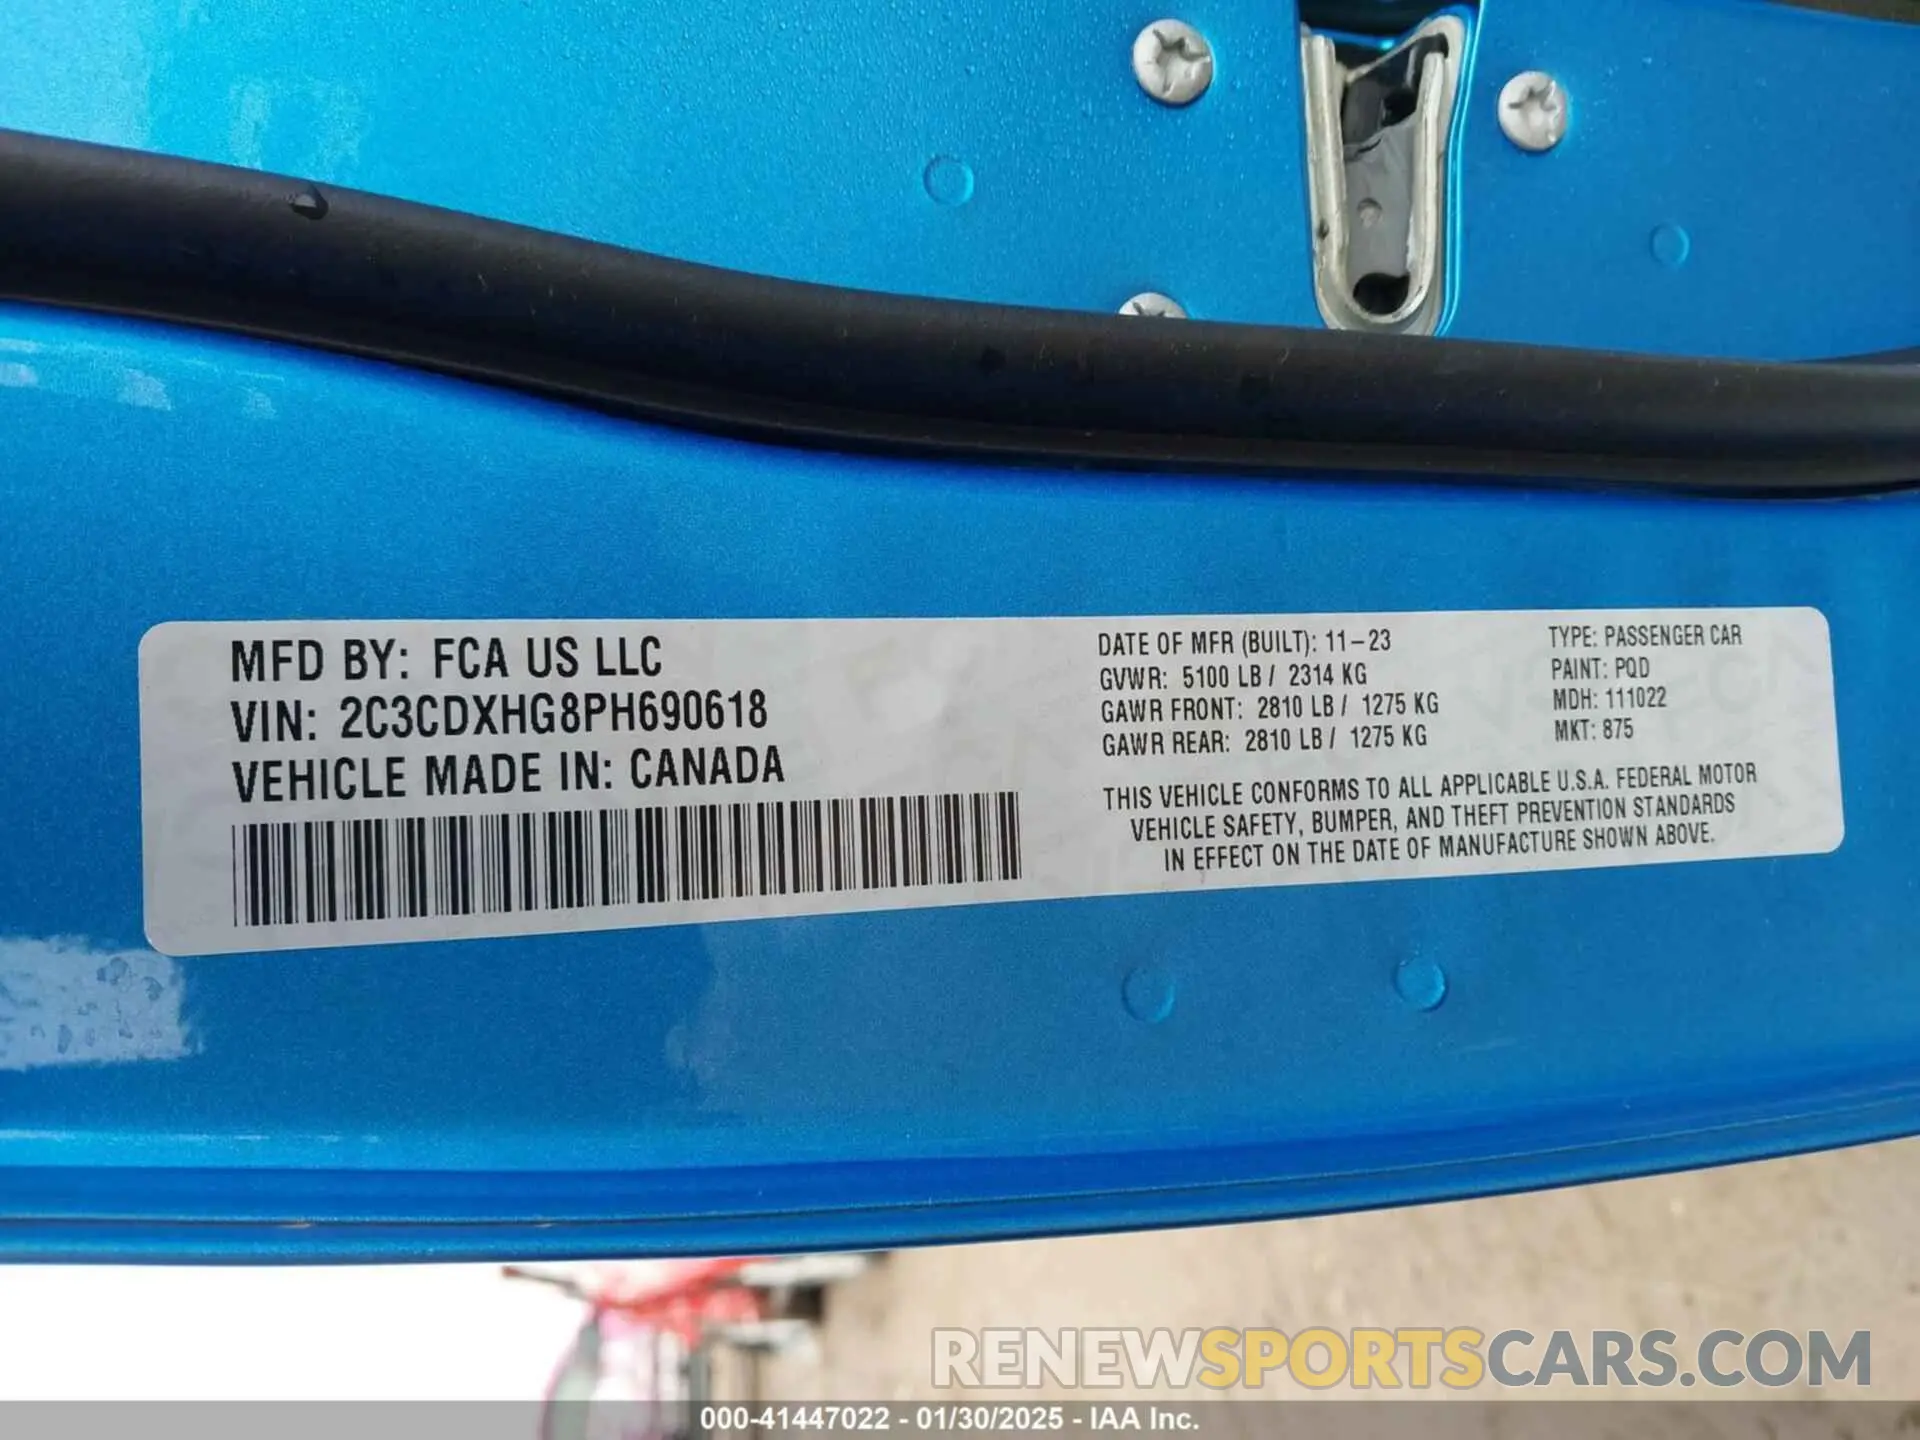 MFD BY: FCA US LLC
VIN: 2C3CDXHG8PH690618
VEHICLE MADE IN: CANADA
DATE OF MFR (BUILT): 11-23
GVWR: 5100 LB / 2314 KG
GAWR FRONT: 2810 LB / 1275 KG
GAWR REAR: 2810 LB / 1275 KG
TYPE: PASSENGER CAR
PAINT: PQD
MDH: 111022
MKT: 875
THIS VEHICLE CONFORMS TO ALL APPLICABLE U.S.A. FEDERAL MOTOR
VEHICLE SAFETY, BUMPER, AND THEFT PREVENTION STANDARDS
IN EFFECT ON THE DATE OF MANUFACTURE SHOWN ABOVE.
RENEWSPORTSCARS.COM
000-41447022 - 01/30/2025 - IAA Inc.